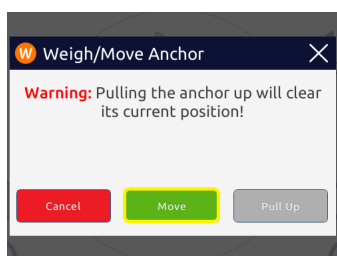 W Weigh/Move Anchor
Warning: Pulling the anchor up will clear
its current position!
Cancel Move Pull Up